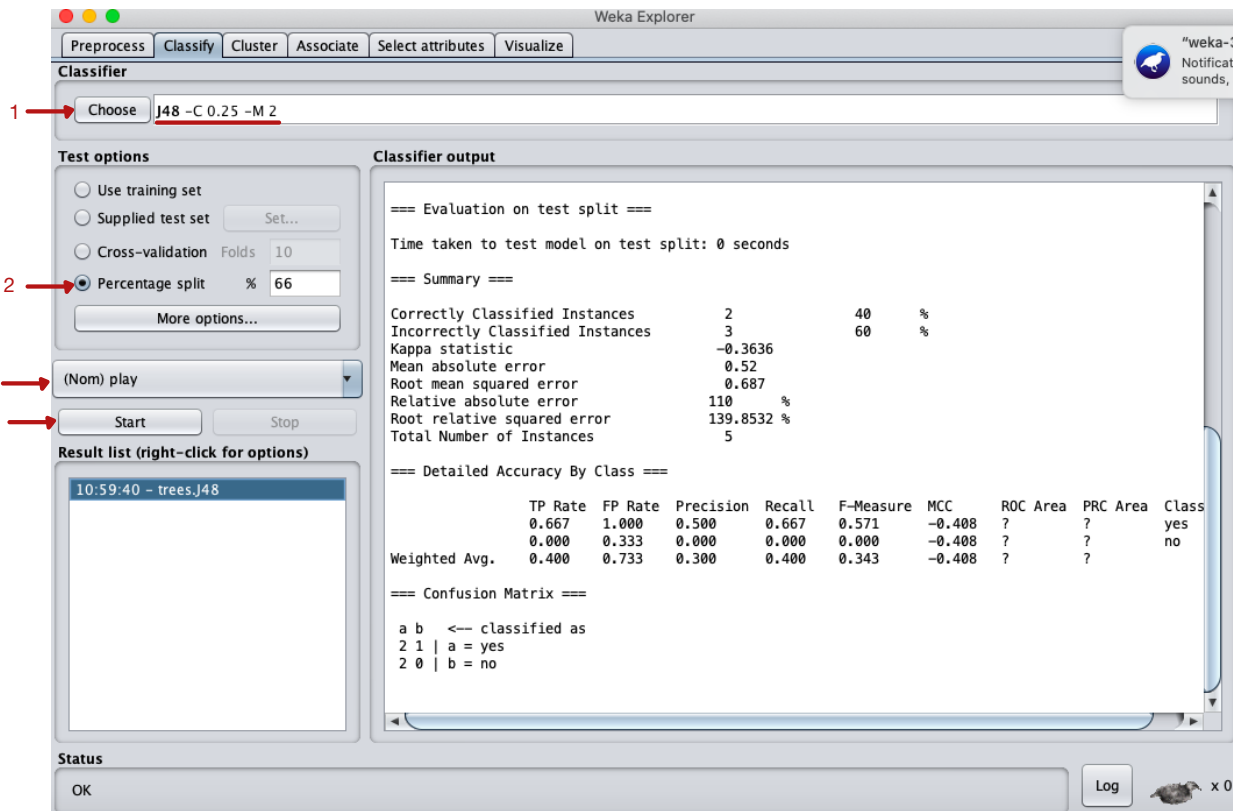 Weka Explorer
Preprocess Classify Cluster Associate Select attributes Visualize
"weka-3
Notificat
sounds,
Classifier
1
Choose J48 -C 0.25 -M 2
Test options
Use training set
Supplied test set Set...
Cross-validation Folds 10
2
Percentage split % 66
More options...
(Nom) play
Start Stop
Result list (right-click for options)
10:59:40 - trees.J48
Classifier output
=== Evaluation on test split ===
Time taken to test model on test split: 0 seconds
=== Summary ===
Correctly Classified Instances 2 40 %
Incorrectly Classified Instances 3 60 %
Kappa statistic -0.3636
Mean absolute error 0.52
Root mean squared error 0.687
Relative absolute error 110 %
Root relative squared error 139.8532 %
Total Number of Instances 5
=== Detailed Accuracy By Class ===
TP Rate FP Rate Precision Recall F-Measure MCC ROC Area PRC Area Class
0.667 1.000 0.500 0.667 0.571 -0.408 ? ? yes
0.000 0.333 0.000 0.000 0.000 -0.408 ? ? no
Weighted Avg. 0.400 0.733 0.300 0.400 0.343 -0.408 ? ?
=== Confusion Matrix ===
a b <-- classified as
2 1 | a = yes
2 0 | b = no
Status
OK
Log
x 0